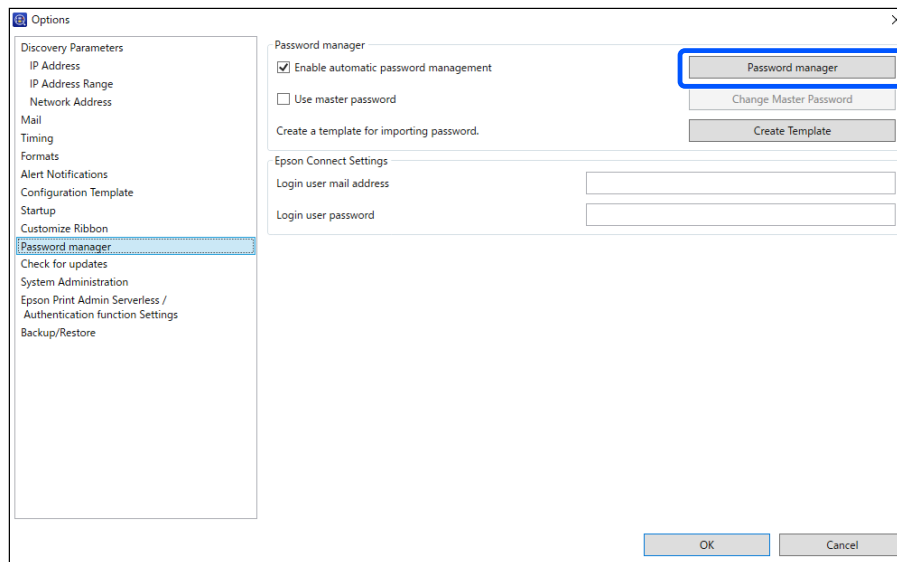 Options
Discovery Parameters
IP Address
IP Address Range
Network Address
Mail
Timing
Formats
Alert Notifications
Configuration Template
Startup
Customize Ribbon
Password manager
Check for updates
System Administration
Epson Print Admin Serverless /
Authentication function Settings
Backup/Restore
Password manager
Enable automatic password management
Password manager
Use master password
Change Master Password
Create a template for importing password.
Create Template
Epson Connect Settings
Login user mail address
Login user password
OK
Cancel